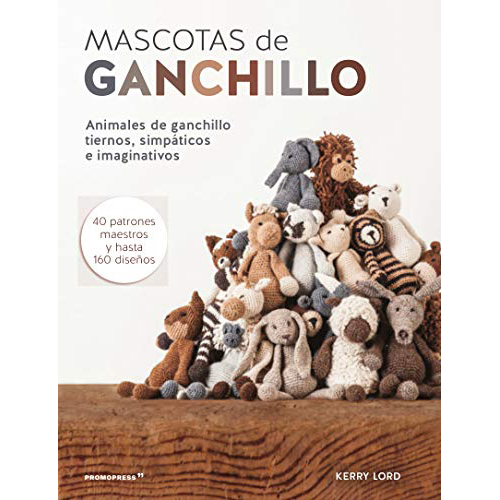 MASCOTAS de
GANCHILLO
Animales de ganchillo
tiernos, simpáticos
e imaginativos
40 patrones
maestros
y hasta
160 diseños
PROMOPRESS
KERRY LORD